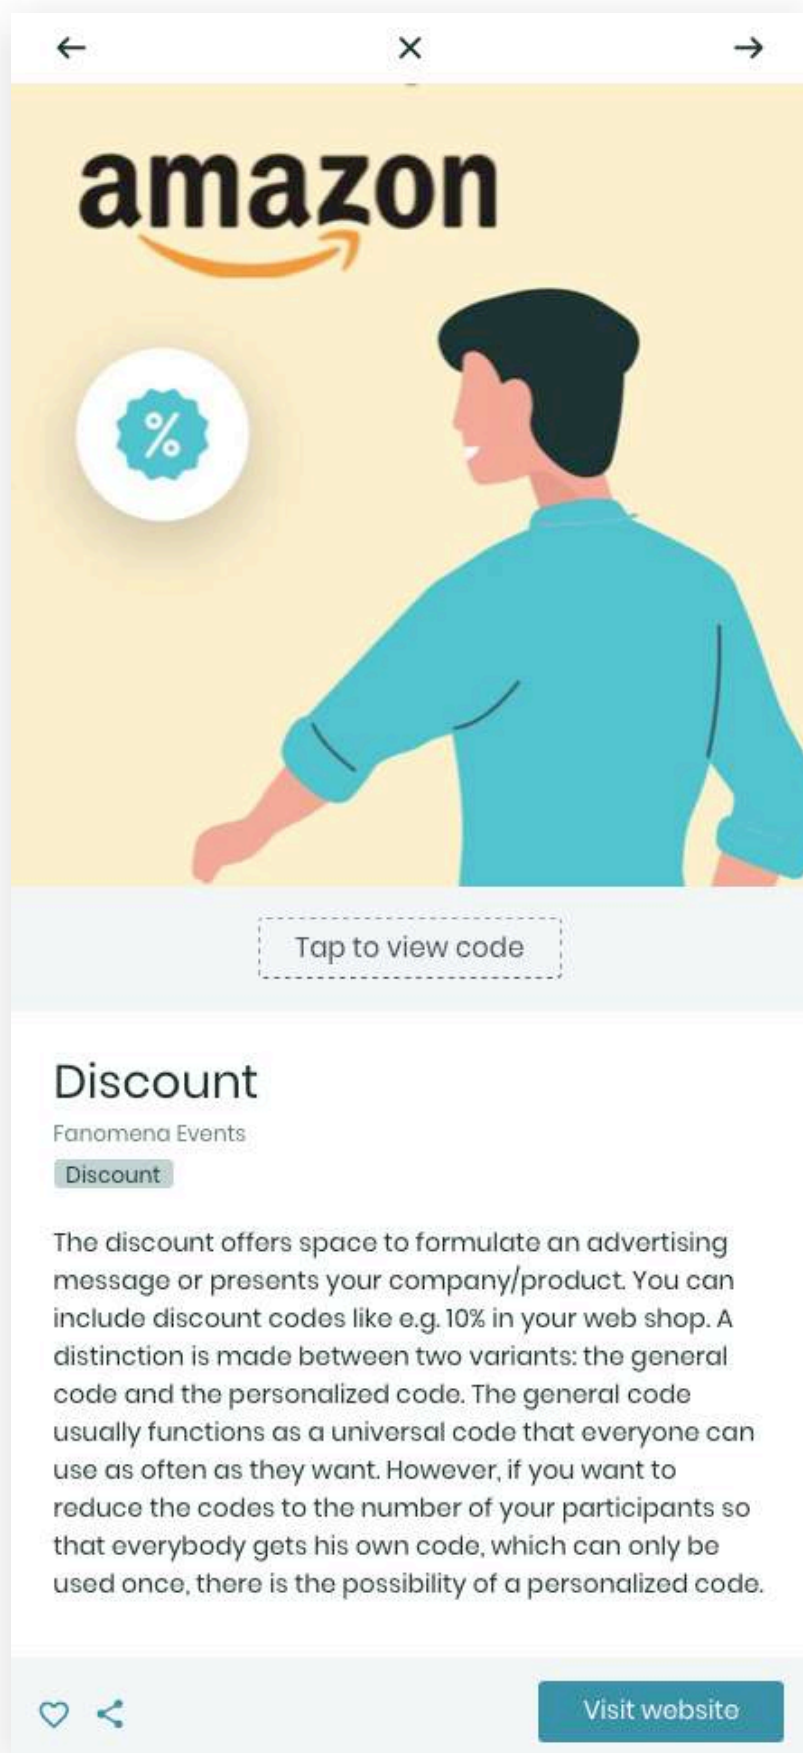 amazon
%
Tap to view code
Discount
Fanomena Events
Discount
The discount offers space to formulate an advertising
message or presents your company/product. You can
include discount codes like e.g. 10% in your web shop. A
distinction is made between two variants: the general
code and the personalized code. The general code
usually functions as a universal code that everyone can
use as often as they want. However, if you want to
reduce the codes to the number of your participants so
that everybody gets his own code, which can only be
used once, there is the possibility of a personalized code.
Visit website